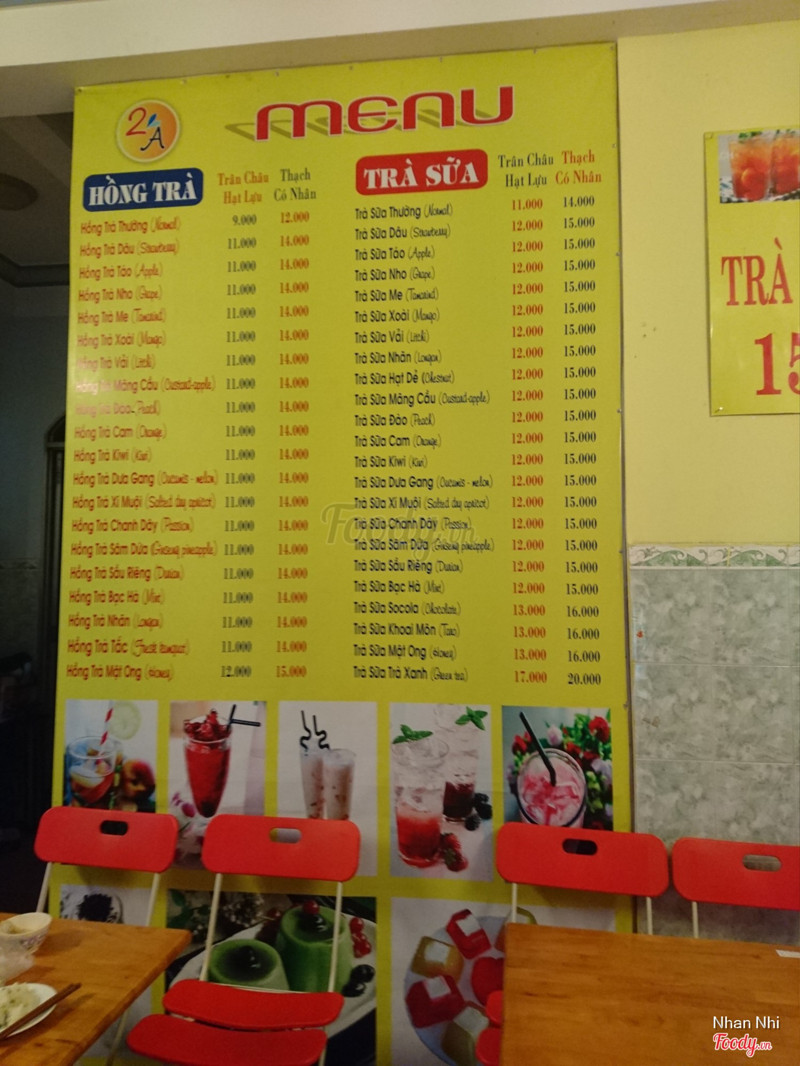 2A
MENU
HỒNG TRÀ
Trân Châu Hạt Lựu
Thạch Có Nhân
Hồng Trà Thường (Normal) 9.000 12.000
Hồng Trà Dâu (Strawberry) 11.000 14.000
Hồng Trà Táo (Apple) 11.000 14.000
Hồng Trà Nho (Grape) 11.000 14.000
Hồng Trà Me (Tamarind) 11.000 14.000
Hồng Trà Xoài (Mango) 11.000 14.000
Hồng Trà Vải (Litchi) 11.000 14.000
Hồng Trà Mãng Cầu (Custard-apple) 11.000 14.000
Hồng Trà Đào (Peach) 11.000 14.000
Hồng Trà Cam (Orange) 11.000 14.000
Hồng Trà Kiwi (Kiwi) 11.000 14.000
Hồng Trà Dưa Gang (Cucumis - melon) 11.000 14.000
Hồng Trà Xí Muội (Salted dry apricot) 11.000 14.000
Hồng Trà Chanh Dây (Passion) 11.000 14.000
Hồng Trà Sâm Dứa (Ginseng pineapple) 11.000 14.000
Hồng Trà Sầu Riêng (Durian) 11.000 14.000
Hồng Trà Bạc Hà (Mint) 11.000 14.000
Hồng Trà Nhãn (Longan) 11.000 14.000
Hồng Trà Tắc (Fresh kumquat) 11.000 14.000
Hồng Trà Mật Ong (Honey) 12.000 15.000
TRÀ SỮA
Trân Châu Hạt Lựu
Thạch Có Nhân
Trà Sữa Thường (Normal) 11.000 14.000
Trà Sữa Dâu (Strawberry) 12.000 15.000
Trà Sữa Táo (Apple) 12.000 15.000
Trà Sữa Nho (Grape) 12.000 15.000
Trà Sữa Me (Tamarind) 12.000 15.000
Trà Sữa Xoài (Mango) 12.000 15.000
Trà Sữa Vải (Litchi) 12.000 15.000
Trà Sữa Nhãn (Longan) 12.000 15.000
Trà Sữa Hạt Dẻ (Chestnut) 12.000 15.000
Trà Sữa Mãng Cầu (Custard-apple) 12.000 15.000
Trà Sữa Đào (Peach) 12.000 15.000
Trà Sữa Cam (Orange) 12.000 15.000
Trà Sữa Kiwi (Kiwi) 12.000 15.000
Trà Sữa Dưa Gang (Cucumis - melon) 12.000 15.000
Trà Sữa Xí Muội (Salted dry apricot) 12.000 15.000
Trà Sữa Chanh Dây (Passion) 12.000 15.000
Trà Sữa Sâm Dứa (Ginseng pineapple) 12.000 15.000
Trà Sữa Sầu Riêng (Durian) 12.000 15.000
Trà Sữa Bạc Hà (Mint) 12.000 15.000
Trà Sữa Socola (Chocolate) 13.000 16.000
Trà Sữa Khoai Môn (Taro) 13.000 16.000
Trà Sữa Mật Ong (Honey) 13.000 16.000
Trà Sữa Trà Xanh (Green tea) 17.000 20.000
TRÀ
15
Foody.vn
Nhan Nhi
Foody.vn